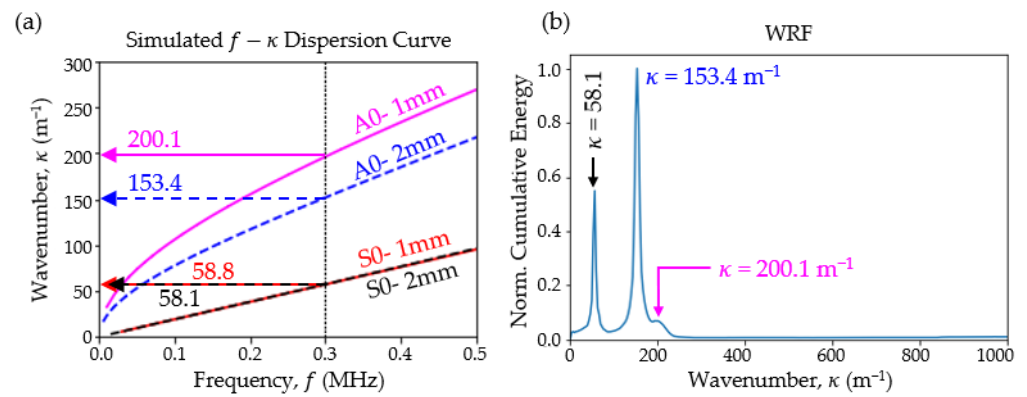 (a)
Simulated f − κ Dispersion Curve
Wavenumber, κ (m⁻¹)
300
250
200
150
100
50
0
200.1
153.4
58.8
58.1
A0- 1mm
A0- 2mm
S0- 1mm
S0- 2mm
0.0 0.1 0.2 0.3 0.4 0.5
Frequency, f (MHz)
(b)
WRF
Norm. Cumulative Energy
1.0
0.8
0.6
0.4
0.2
0.0
κ = 58.1
κ = 153.4 m⁻¹
κ = 200.1 m⁻¹
0 200 400 600 800 1000
Wavenumber, κ (m⁻¹)